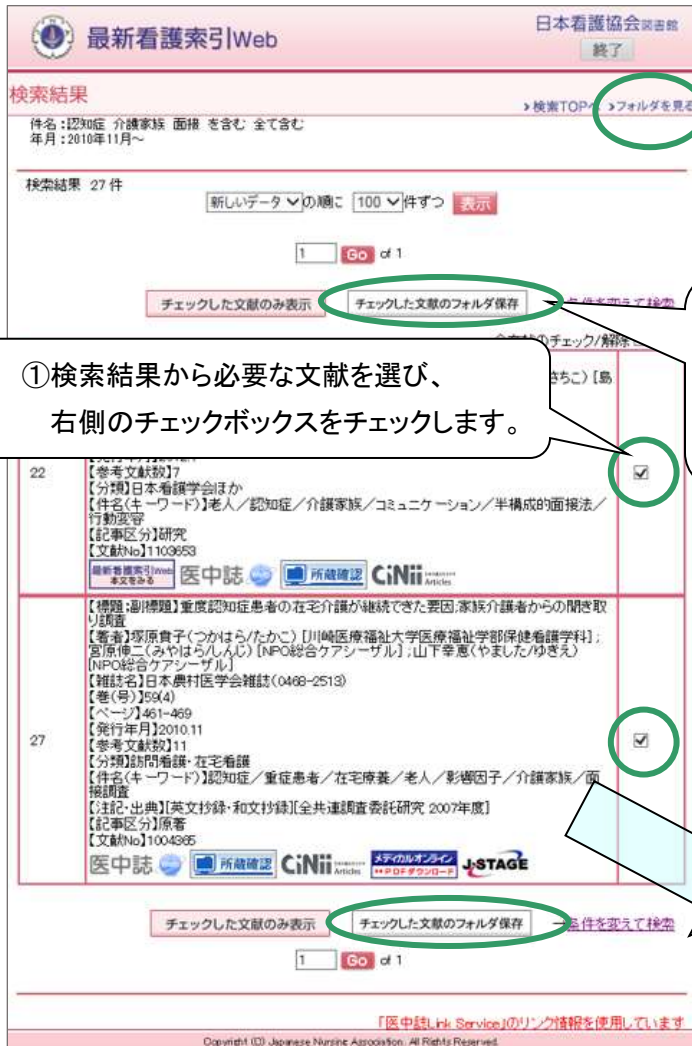 最新看護索引Web
日本看護協会図書館
終了
検索結果
›検索TOPへ ›フォルダを見る
件名:認知症 介護家族 面接 を含む 全て含む
年月:2010年11月~
検索結果 27 件
新しいデータ の順に 100 件ずつ 表示
1 Go of 1
チェックした文献のみ表示 チェックした文献のフォルダ保存 条件を変えて検索
のチェック/解除
①検索結果から必要な文献を選び、
右側のチェックボックスをチェックします。
さちこ)[島
22
【参考文献数】7
【分類】日本看護学会ほか
【件名(キーワード)】老人/認知症/介護家族/コミュニケーション/半構成的面接法/
行動変容
【記事区分】研究
【文献No】1103653
最新看護索引Web 本文をみる 医中誌 所蔵確認 CiNii Articles
【標題:副標題】重度認知症患者の在宅介護が継続できた要因:家族介護者からの聞き取
り調査
【著者】塚原貴子(つかはら/たかこ)[川崎医療福祉大学医療福祉学部保健看護学科];
宮原伸二(みやはら/しんじ)[NPO総合ケアシーザル];山下幸恵(やました/ゆきえ)
[NPO総合ケアシーザル]
【雑誌名】日本農村医学会雑誌(0468-2513)
【巻(号)】59(4)
【ページ】461-469
【発行年月】2010.11
27
【参考文献数】11
【分類】訪問看護・在宅看護
【件名(キーワード)】認知症/重症患者/在宅療養/老人/影響因子/介護家族/面
接調査
【注記・出典】[英文抄録・和文抄録][全共連調査委託研究 2007年度]
【記事区分】原著
【文献No】1004365
医中誌 所蔵確認 CiNii Articles メディカルオンライン PDFダウンロード J-STAGE
チェックした文献のみ表示 チェックした文献のフォルダ保存 →条件を変えて検索
1 Go of 1
「医中誌Link Service」のリンク情報を使用しています
Copyright (C) Japanese Nursing Association. All Rights Reserved.